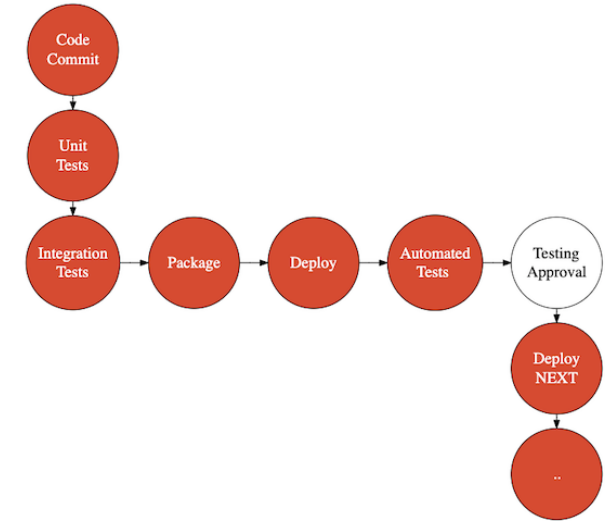 Code
Commit
Unit
Tests
Integration
Tests
Package
Deploy
Automated
Tests
Testing
Approval
Deploy
NEXT
..